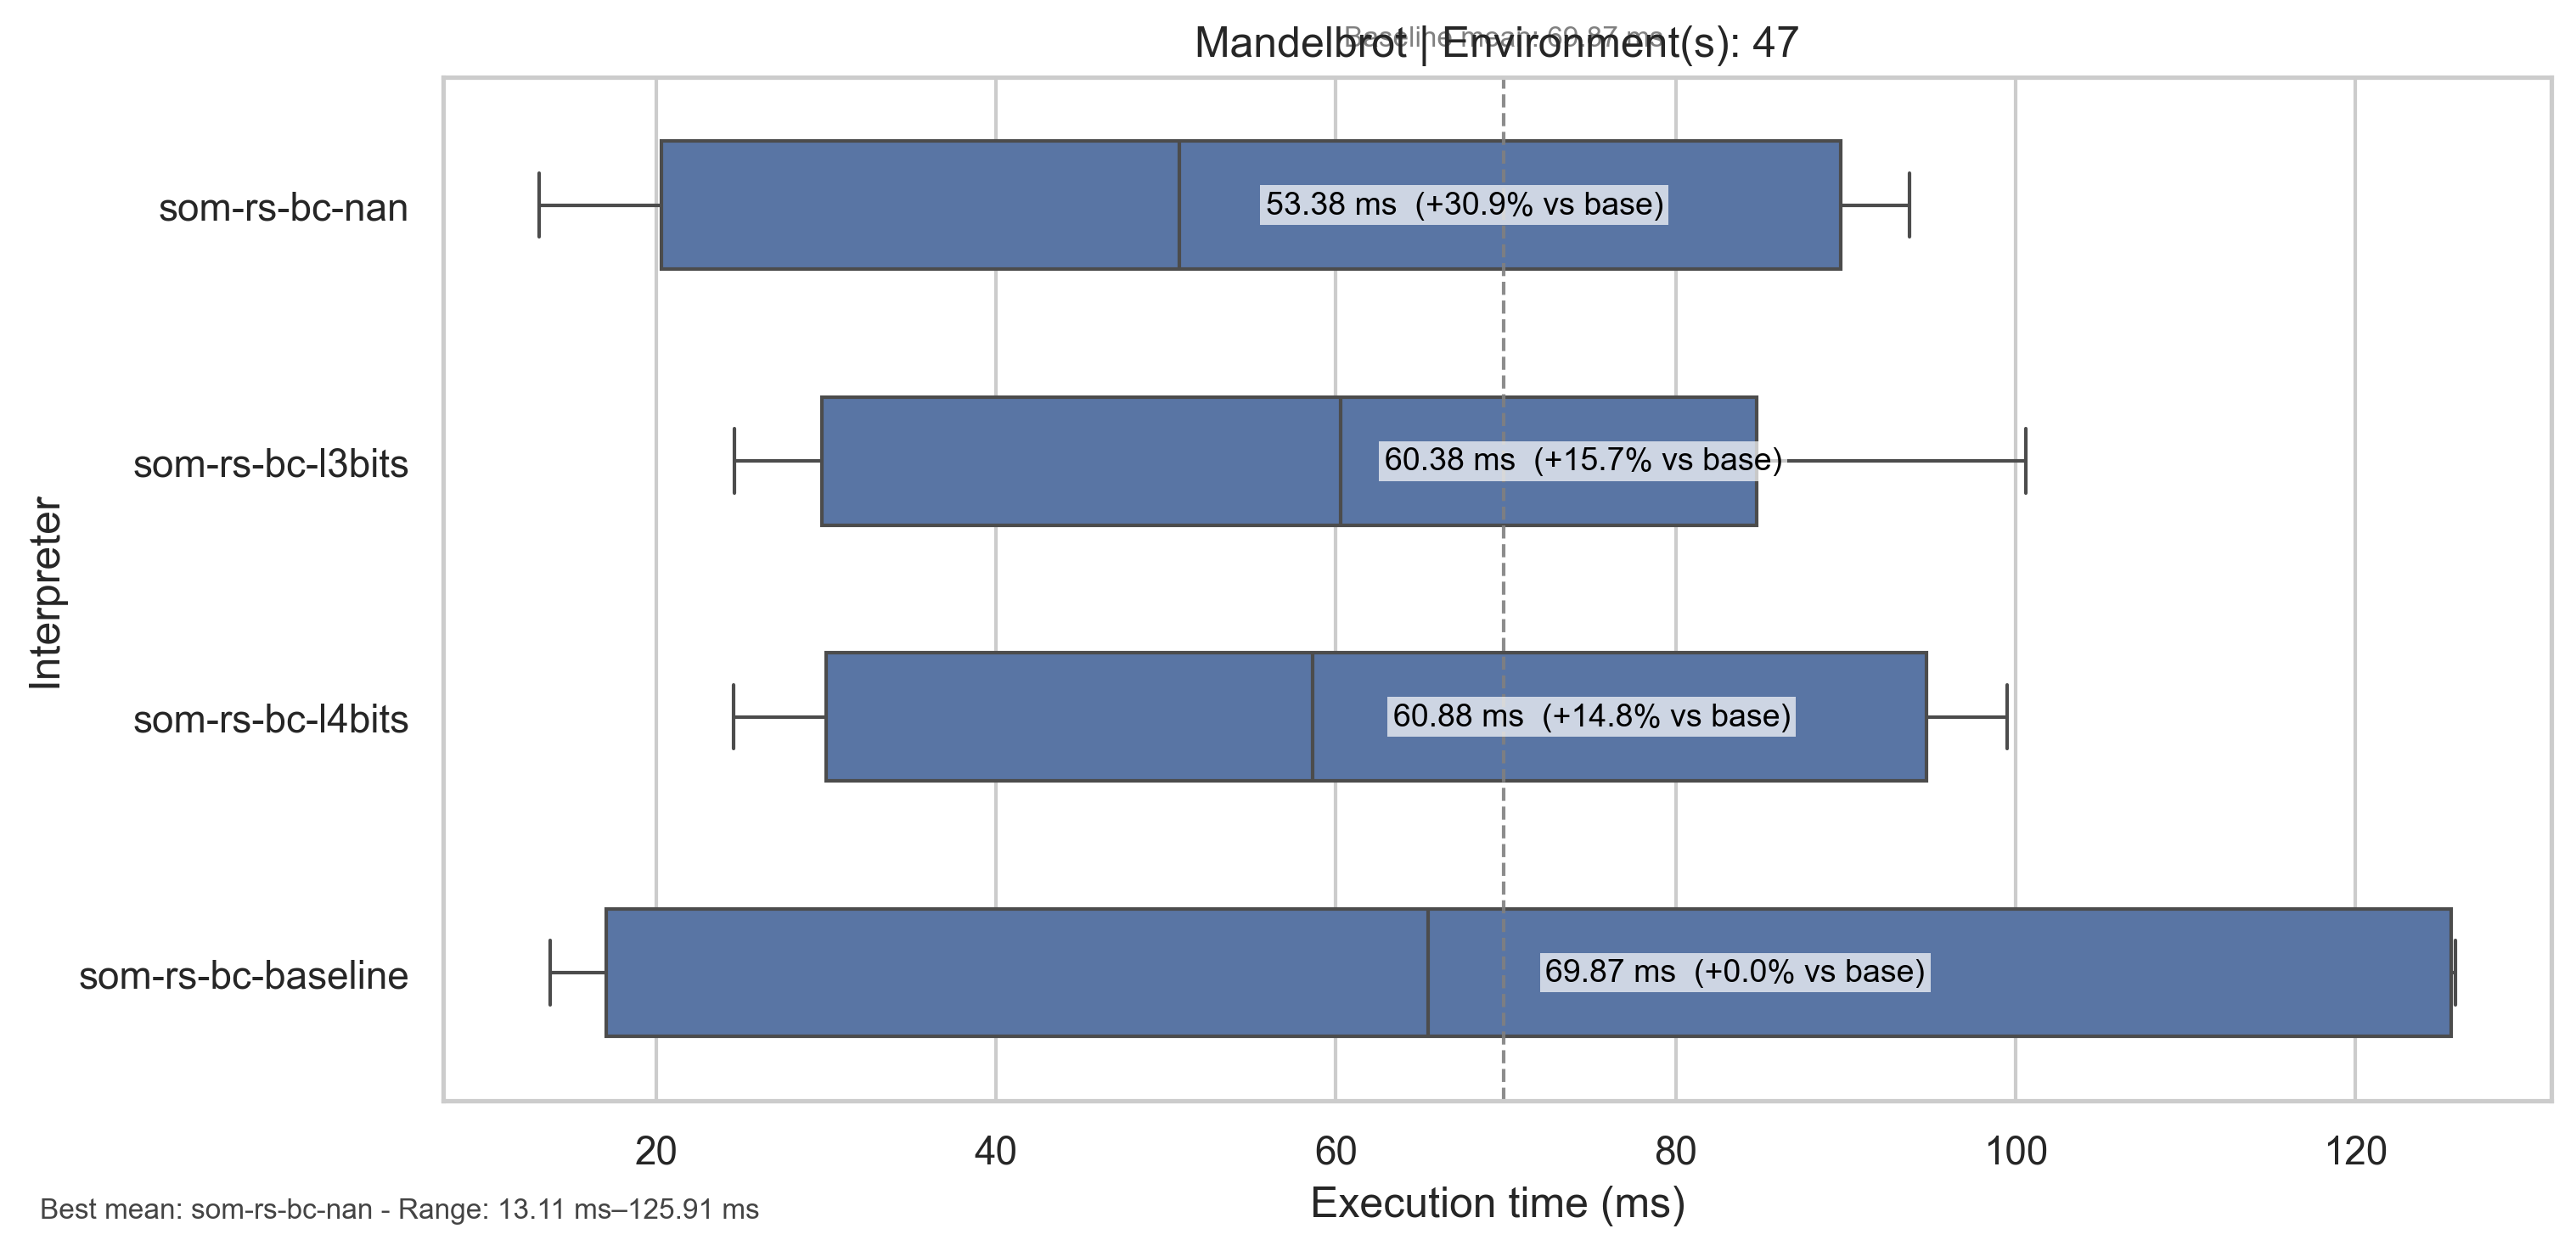 Baseline mean: 69.87 ms
Mandelbrot | Environment(s): 47
som-rs-bc-nan
53.38 ms (+30.9% vs base)
som-rs-bc-l3bits
60.38 ms (+15.7% vs base)
som-rs-bc-l4bits
60.88 ms (+14.8% vs base)
som-rs-bc-baseline
69.87 ms (+0.0% vs base)
Interpreter
20 40 60 80 100 120
Execution time (ms)
Best mean: som-rs-bc-nan - Range: 13.11 ms–125.91 ms